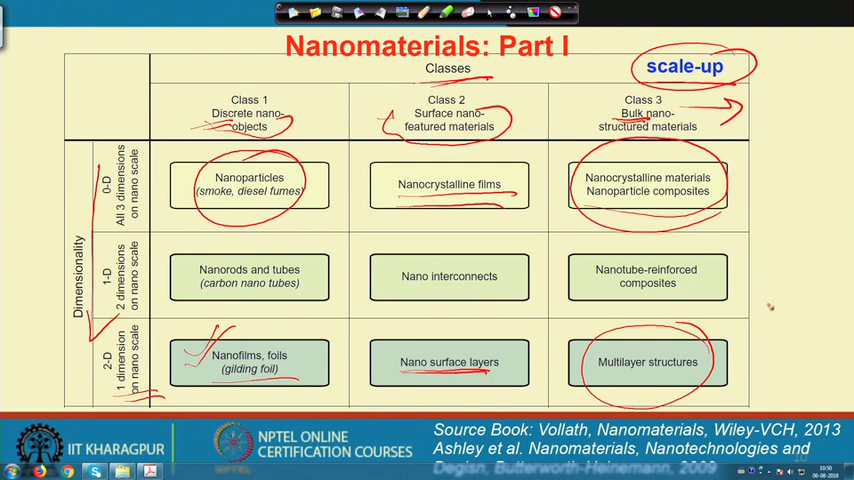 Nanomaterials: Part I
Classes
scale-up
Class 1
Discrete nano-
objects
Class 2
Surface nano-
featured materials
Class 3
Bulk nano-
structured materials
Dimensionality
0-D
All 3 dimensions
on nano scale
Nanoparticles
(smoke, diesel fumes)
Nanocrystalline films
Nanocrystalline materials
Nanoparticle composites
1-D
2 dimensions
on nano scale
Nanorods and tubes
(carbon nano tubes)
Nano interconnects
Nanotube-reinforced
composites
2-D
1 dimension
on nano scale
Nanofilms, foils
(gilding foil)
Nano surface layers
Multilayer structures
IIT KHARAGPUR
NPTEL ONLINE
CERTIFICATION COURSES
Source Book: Vollath, Nanomaterials, Wiley-VCH, 2013
Ashley et al. Nanomaterials, Nanotechnologies and
Degisn, Butterworth-Heinemann, 2009
10:50
06-08-2018